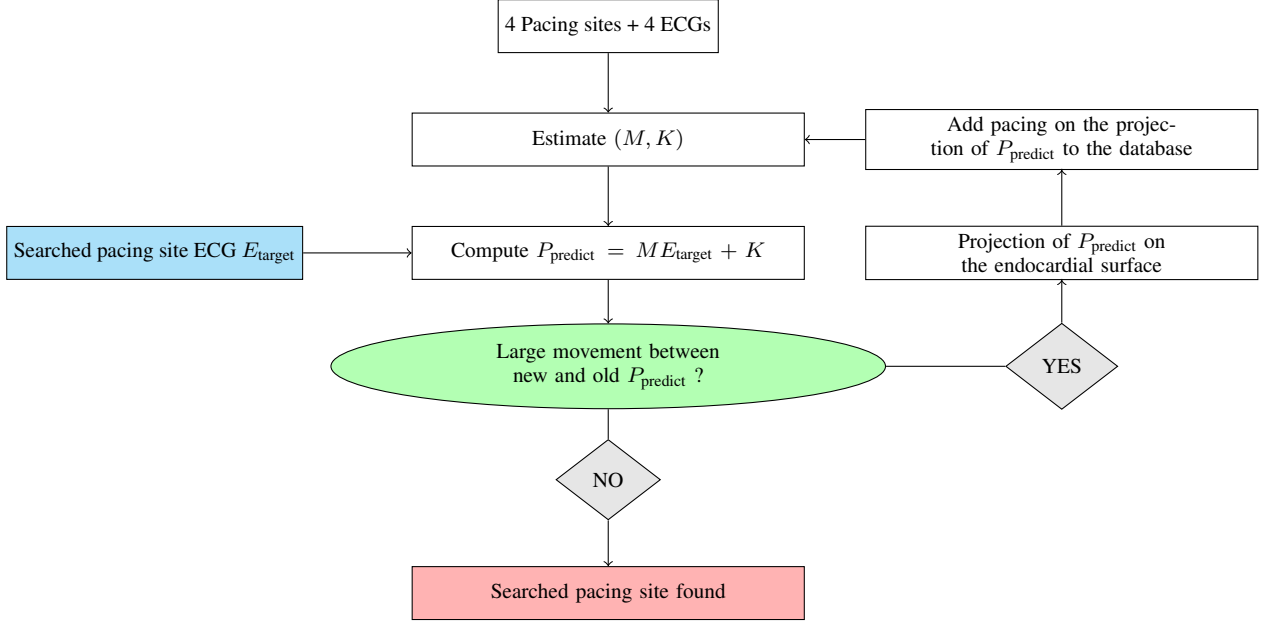 4 Pacing sites + 4 ECGs
Estimate (M, K)
Add pacing on the projec-
tion of P_predict to the database
Searched pacing site ECG E_target
Compute P_predict = ME_target + K
Projection of P_predict on
the endocardial surface
Large movement between
new and old P_predict ?
YES
NO
Searched pacing site found